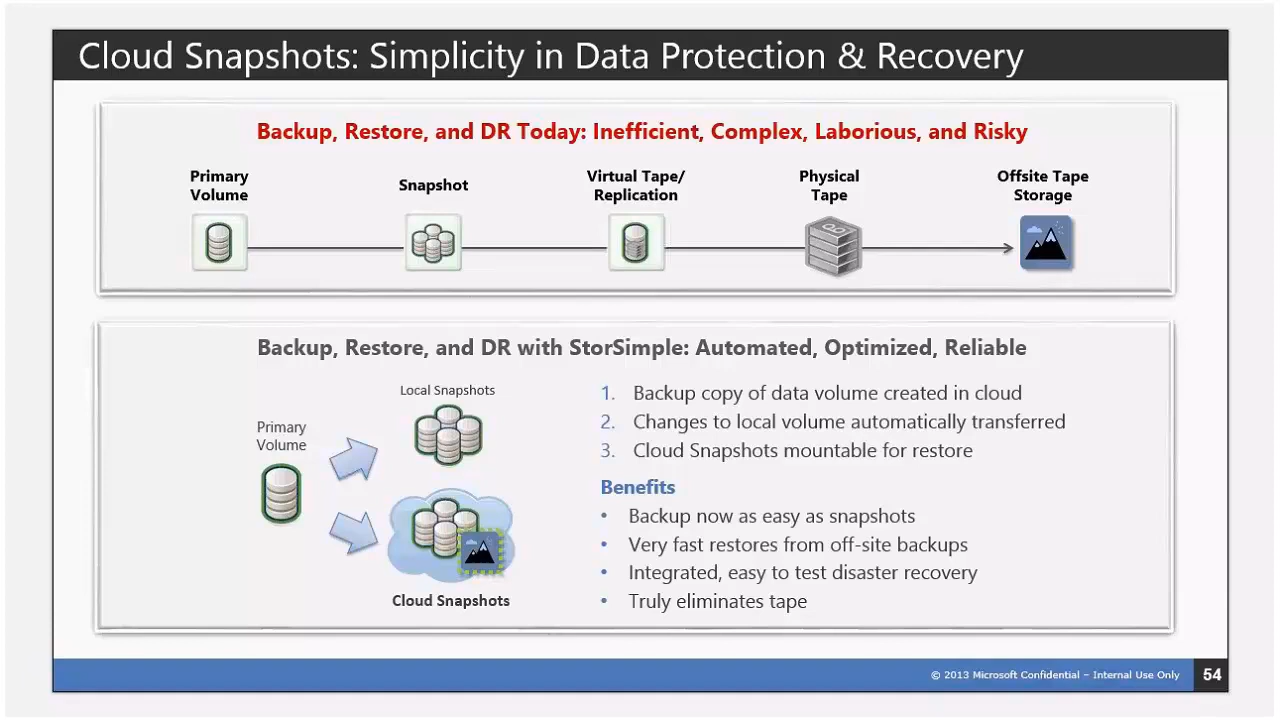 Cloud Snapshots: Simplicity in Data Protection & Recovery
Backup, Restore, and DR Today: Inefficient, Complex, Laborious, and Risky
Primary
Volume
Snapshot
Virtual Tape/
Replication
Physical
Tape
Offsite Tape
Storage
Backup, Restore, and DR with StorSimple: Automated, Optimized, Reliable
Local Snapshots
Primary
Volume
Cloud Snapshots
1. Backup copy of data volume created in cloud
2. Changes to local volume automatically transferred
3. Cloud Snapshots mountable for restore
Benefits
• Backup now as easy as snapshots
• Very fast restores from off-site backups
• Integrated, easy to test disaster recovery
• Truly eliminates tape
© 2013 Microsoft Confidential – Internal Use Only
54